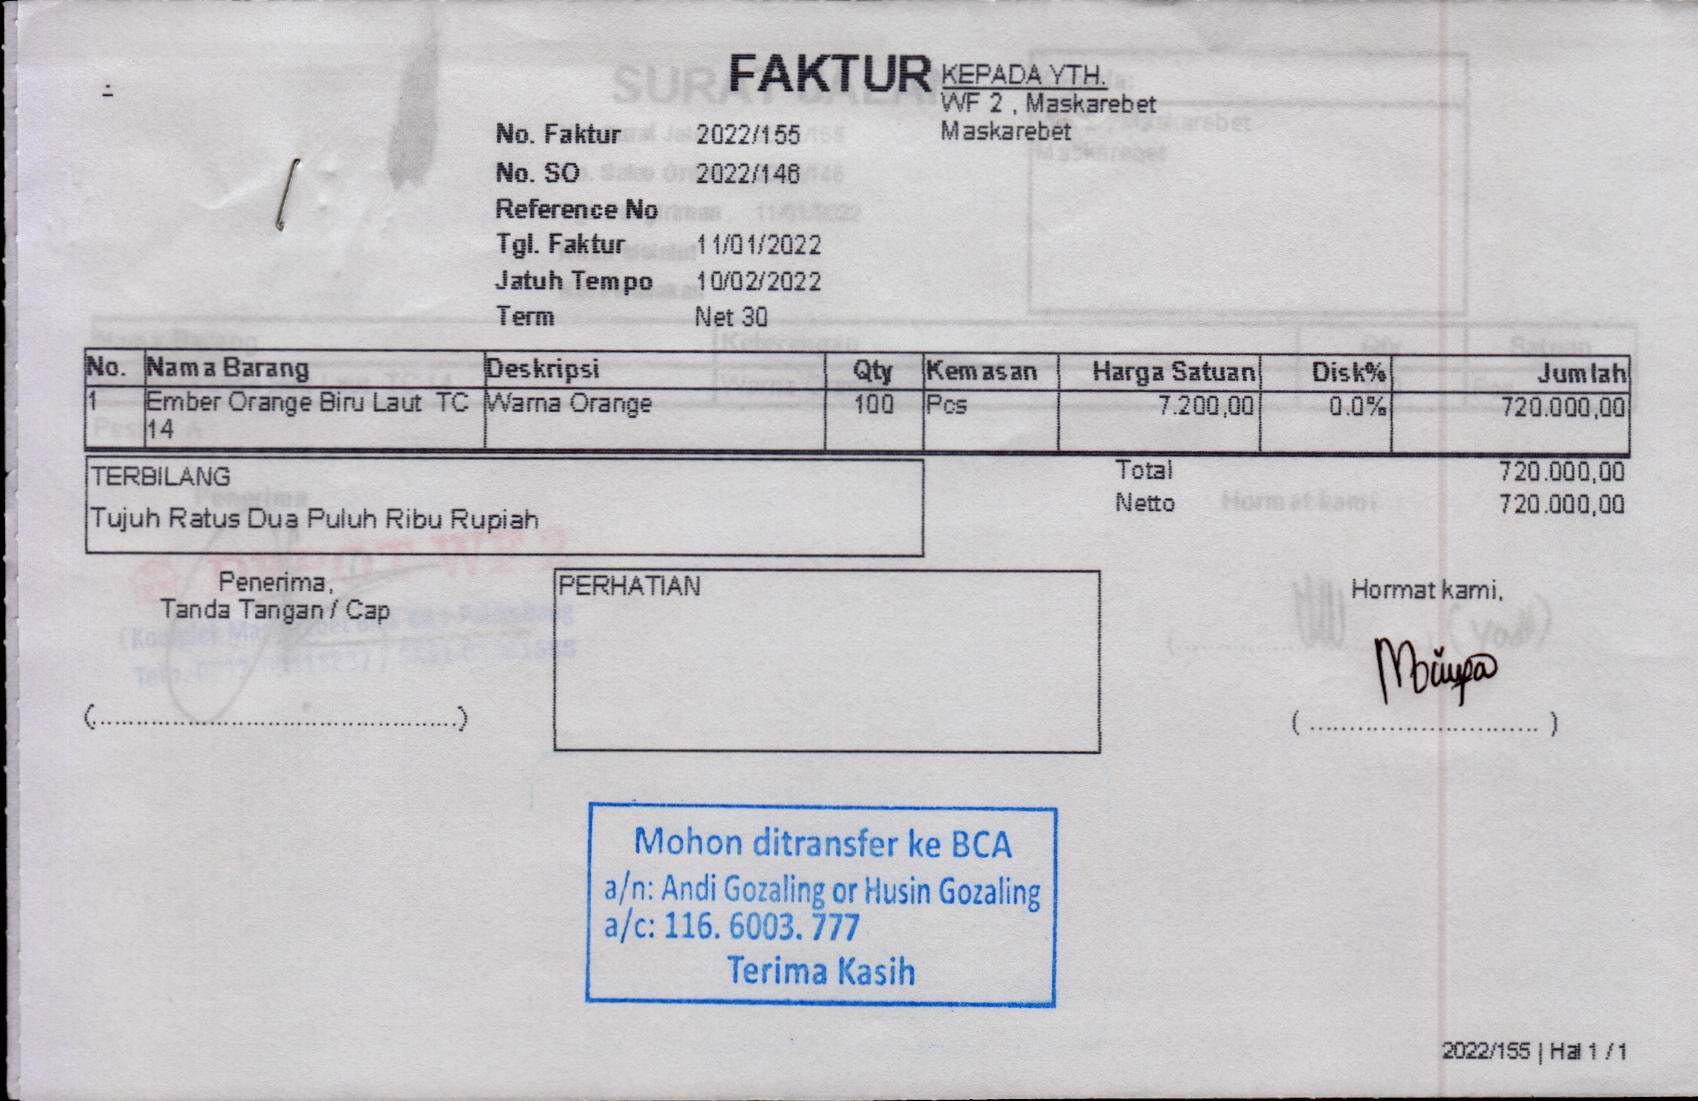 FAKTUR
KEPADA YTH.
WF 2 , Maskarebet
Maskarebet
No. Faktur 2022/155
No. SO 2022/146
Reference No
Tgl. Faktur 11/01/2022
Jatuh Tempo 10/02/2022
Term Net 30
No. Nama Barang Deskripsi Qty Kemasan Harga Satuan Disk% Jumlah
1 Ember Orange Biru Laut TC Warna Orange 100 Pcs 7.200,00 0.0% 720.000,00
14
TERBILANG
Tujuh Ratus Dua Puluh Ribu Rupiah
Total 720.000,00
Netto 720.000,00
Penerima,
Tanda Tangan / Cap
(................................................)
PERHATIAN
Hormat kami,
( ............................. )
Mohon ditransfer ke BCA
a/n: Andi Gozaling or Husin Gozaling
a/c: 116. 6003. 777
Terima Kasih
2022/155 | Hal 1 / 1